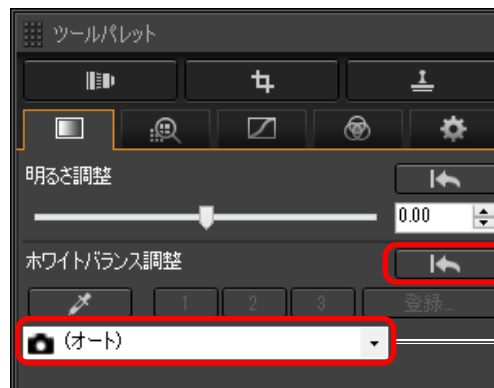 ツールパレット
明るさ調整
0.00
ホワイトバランス調整
1 2 3 登録...
(オート)